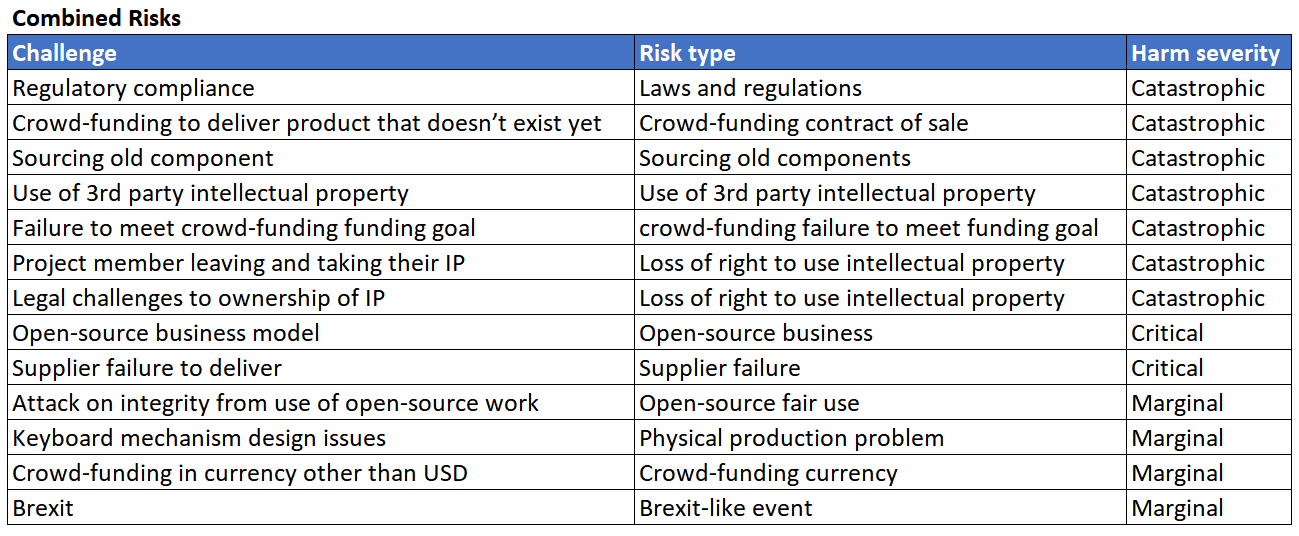 Combined Risks
Challenge Risk type Harm severity
Regulatory compliance Laws and regulations Catastrophic
Crowd-funding to deliver product that doesn’t exist yet Crowd-funding contract of sale Catastrophic
Sourcing old component Sourcing old components Catastrophic
Use of 3rd party intellectual property Use of 3rd party intellectual property Catastrophic
Failure to meet crowd-funding funding goal crowd-funding failure to meet funding goal Catastrophic
Project member leaving and taking their IP Loss of right to use intellectual property Catastrophic
Legal challenges to ownership of IP Loss of right to use intellectual property Catastrophic
Open-source business model Open-source business Critical
Supplier failure to deliver Supplier failure Critical
Attack on integrity from use of open-source work Open-source fair use Marginal
Keyboard mechanism design issues Physical production problem Marginal
Crowd-funding in currency other than USD Crowd-funding currency Marginal
Brexit Brexit-like event Marginal